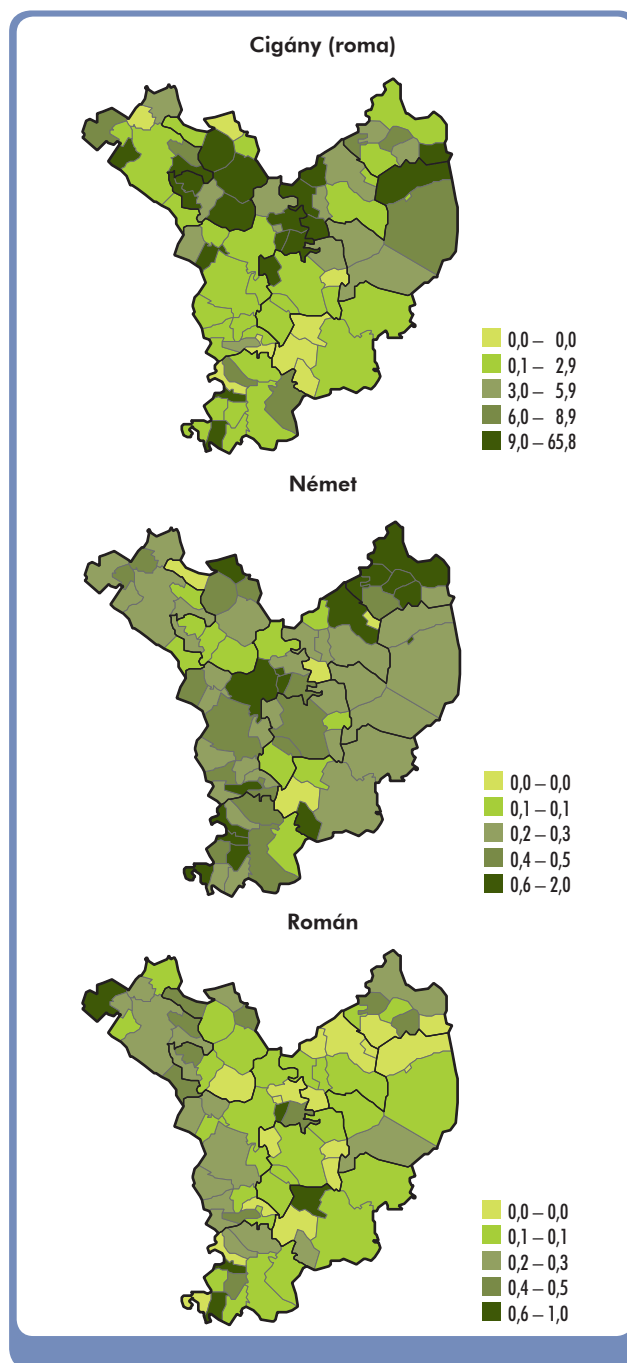 Cigány (roma)
0,0 – 0,0
0,1 – 2,9
3,0 – 5,9
6,0 – 8,9
9,0 – 65,8
Német
0,0 – 0,0
0,1 – 0,1
0,2 – 0,3
0,4 – 0,5
0,6 – 2,0
Román
0,0 – 0,0
0,1 – 0,1
0,2 – 0,3
0,4 – 0,5
0,6 – 1,0